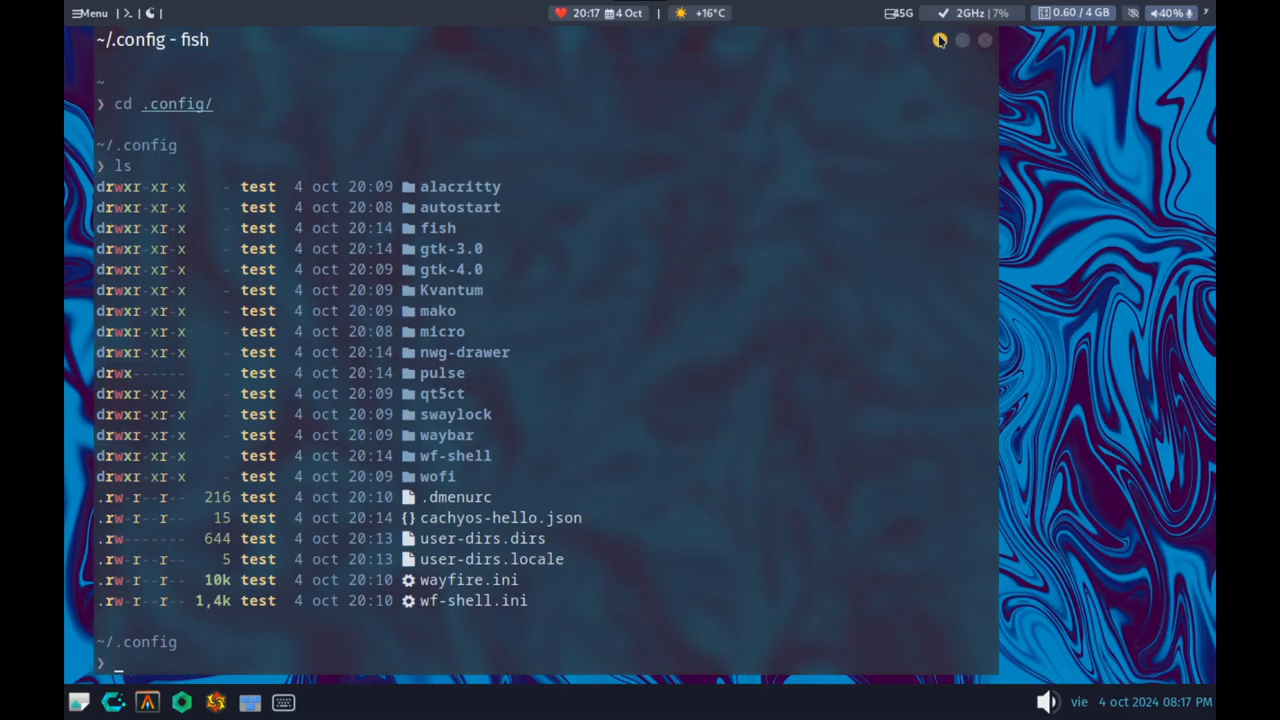 Menu
20:17 4 Oct | +16°C
45G 2GHz | 7% 0.60 / 4 GB 40%
~/.config - fish
~
❯ cd .config/
~/.config
❯ ls
drwxr-xr-x - test 4 oct 20:09 alacritty
drwxr-xr-x - test 4 oct 20:08 autostart
drwxr-xr-x - test 4 oct 20:14 fish
drwxr-xr-x - test 4 oct 20:14 gtk-3.0
drwxr-xr-x - test 4 oct 20:09 gtk-4.0
drwxr-xr-x - test 4 oct 20:09 Kvantum
drwxr-xr-x - test 4 oct 20:09 mako
drwxr-xr-x - test 4 oct 20:08 micro
drwxr-xr-x - test 4 oct 20:14 nwg-drawer
drwx------ - test 4 oct 20:14 pulse
drwxr-xr-x - test 4 oct 20:09 qt5ct
drwxr-xr-x - test 4 oct 20:09 swaylock
drwxr-xr-x - test 4 oct 20:09 waybar
drwxr-xr-x - test 4 oct 20:14 wf-shell
drwxr-xr-x - test 4 oct 20:09 wofi
.rw-r--r-- 216 test 4 oct 20:10 .dmenurc
.rw-r--r-- 15 test 4 oct 20:14 {} cachyos-hello.json
.rw------- 644 test 4 oct 20:13 user-dirs.dirs
.rw-r--r-- 5 test 4 oct 20:13 user-dirs.locale
.rw-r--r-- 10k test 4 oct 20:10 wayfire.ini
.rw-r--r-- 1,4k test 4 oct 20:10 wf-shell.ini
~/.config
❯ _
vie 4 oct 2024 08:17 PM